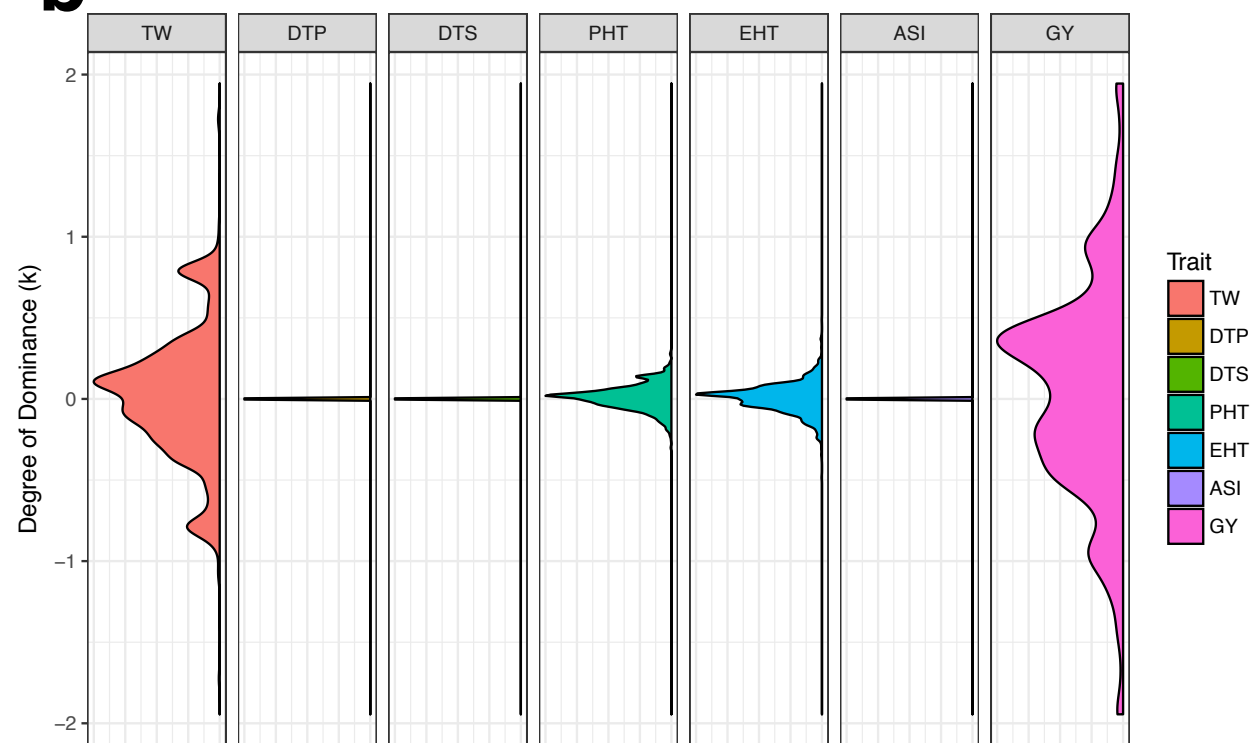 b
TW DTP DTS PHT EHT ASI GY
2
1
0
−1
−2
Degree of Dominance (k)
Trait
TW
DTP
DTS
PHT
EHT
ASI
GY